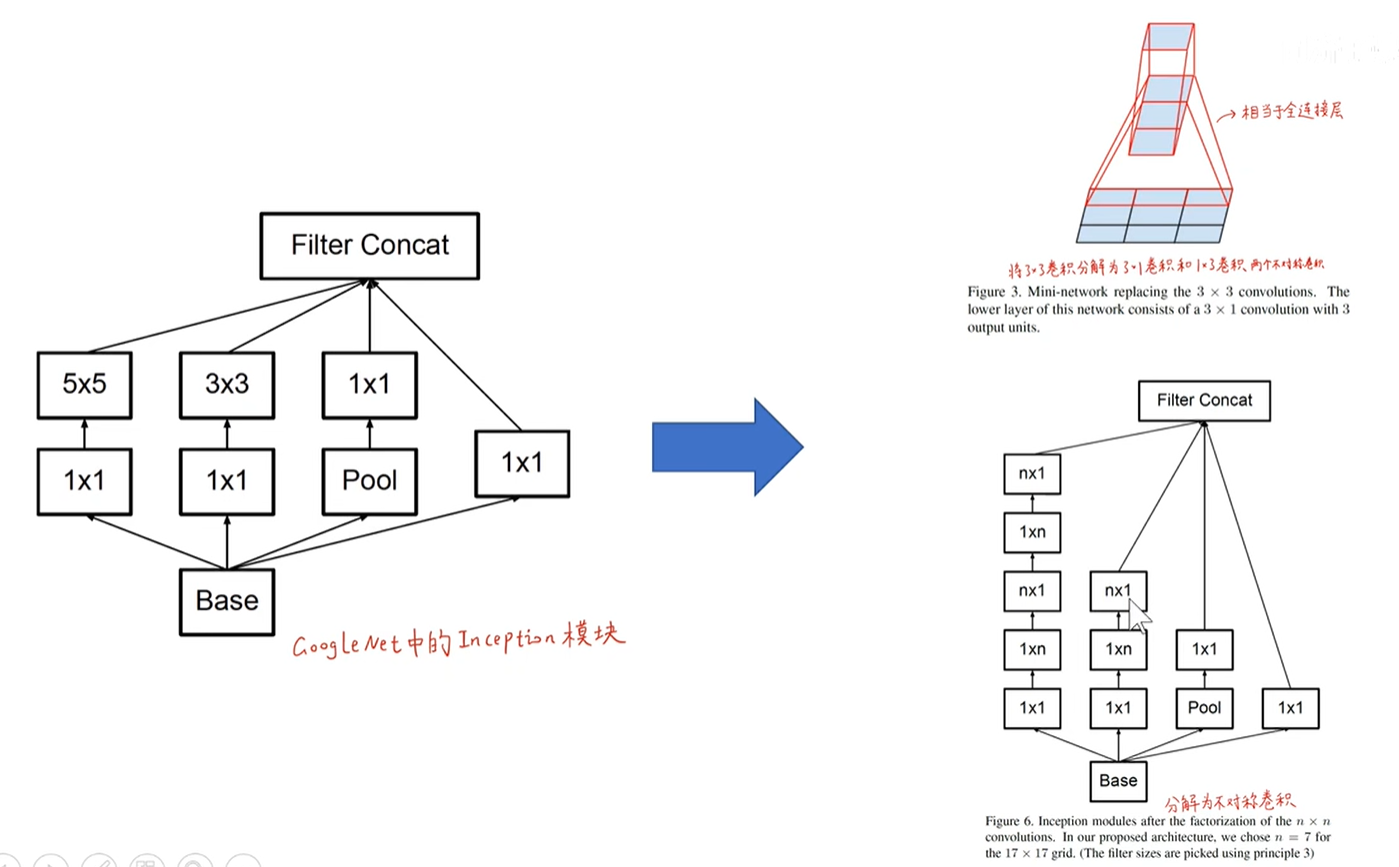 Filter Concat
5x5
3x3
1x1
1x1
1x1
Pool
1x1
Base
GoogleNet中的Inception模块
相当于全连接层
将3×3卷积分解为3×1卷积和1×3卷积两个不对称卷积
Figure 3. Mini-network replacing the 3 × 3 convolutions. The
lower layer of this network consists of a 3 × 1 convolution with 3
output units.
Filter Concat
nx1
1xn
nx1
nx1
1xn
1xn
1x1
1x1
1x1
Pool
1x1
Base
分解为不对称卷积
Figure 6. Inception modules after the factorization of the n × n
convolutions. In our proposed architecture, we chose n = 7 for
the 17 × 17 grid. (The filter sizes are picked using principle 3)